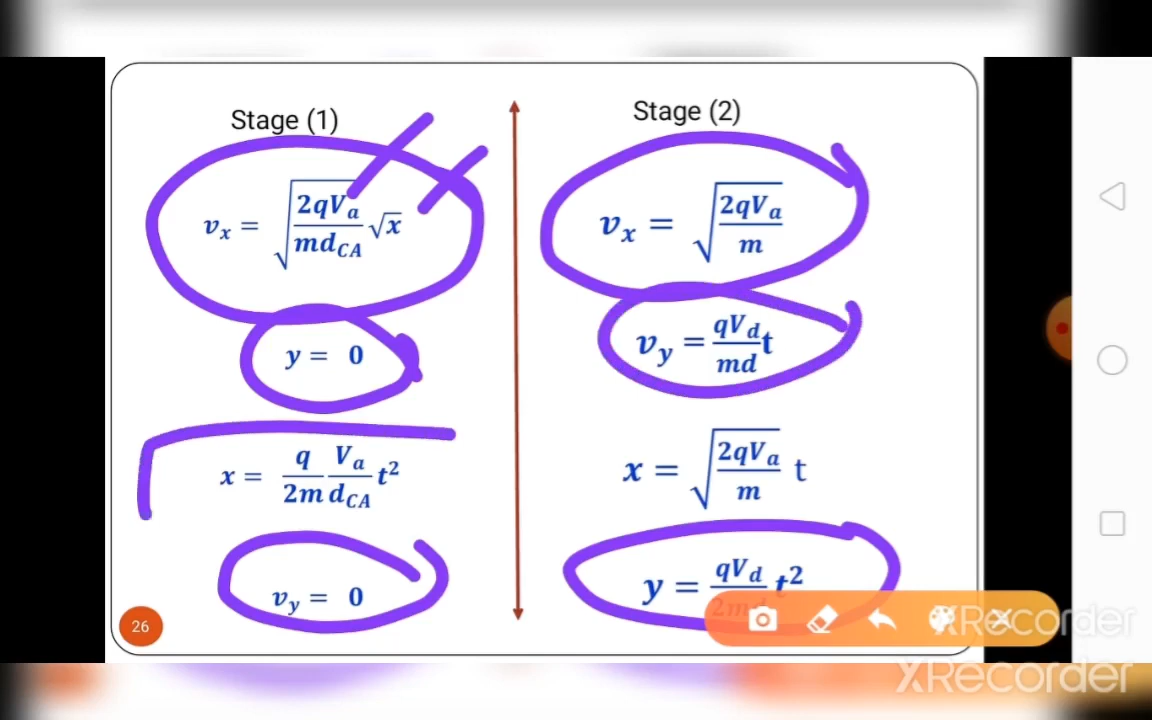 Stage (1)
v_x = √(2qV_a / md_CA) √x
y = 0
x = q/2m V_a/d_CA t²
v_y = 0
26
Stage (2)
v_x = √(2qV_a / m)
v_y = qV_d/md t
x = √(2qV_a / m) t
y = qV_d/2md t²
XRecorder
XRecorder